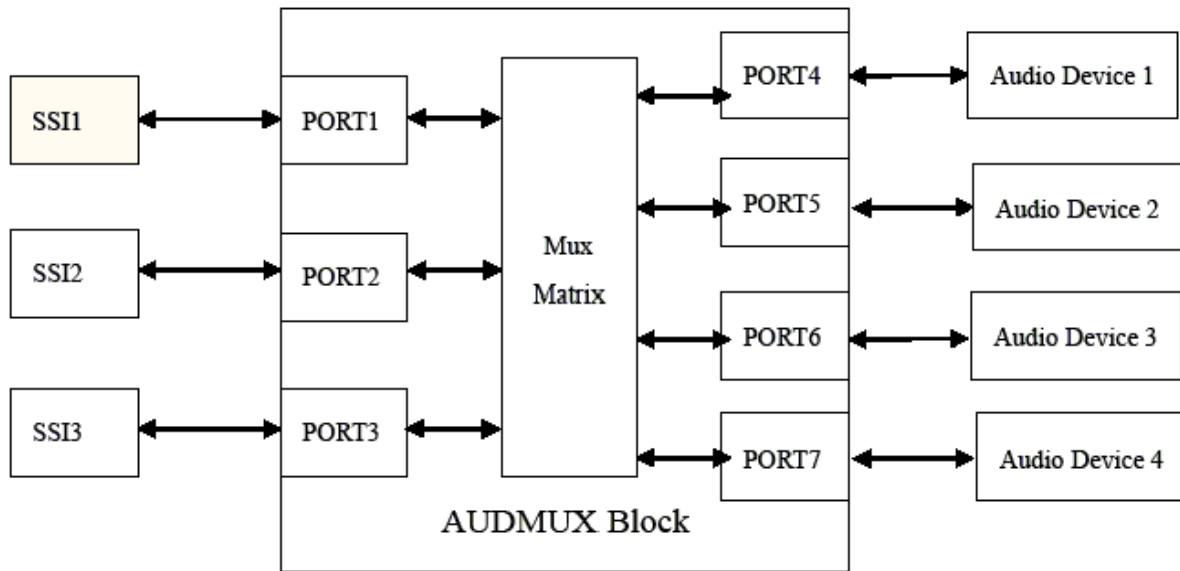 SSI1
SSI2
SSI3
PORT1
PORT2
PORT3
Mux
Matrix
PORT4
PORT5
PORT6
PORT7
Audio Device 1
Audio Device 2
Audio Device 3
Audio Device 4
AUDMUX Block